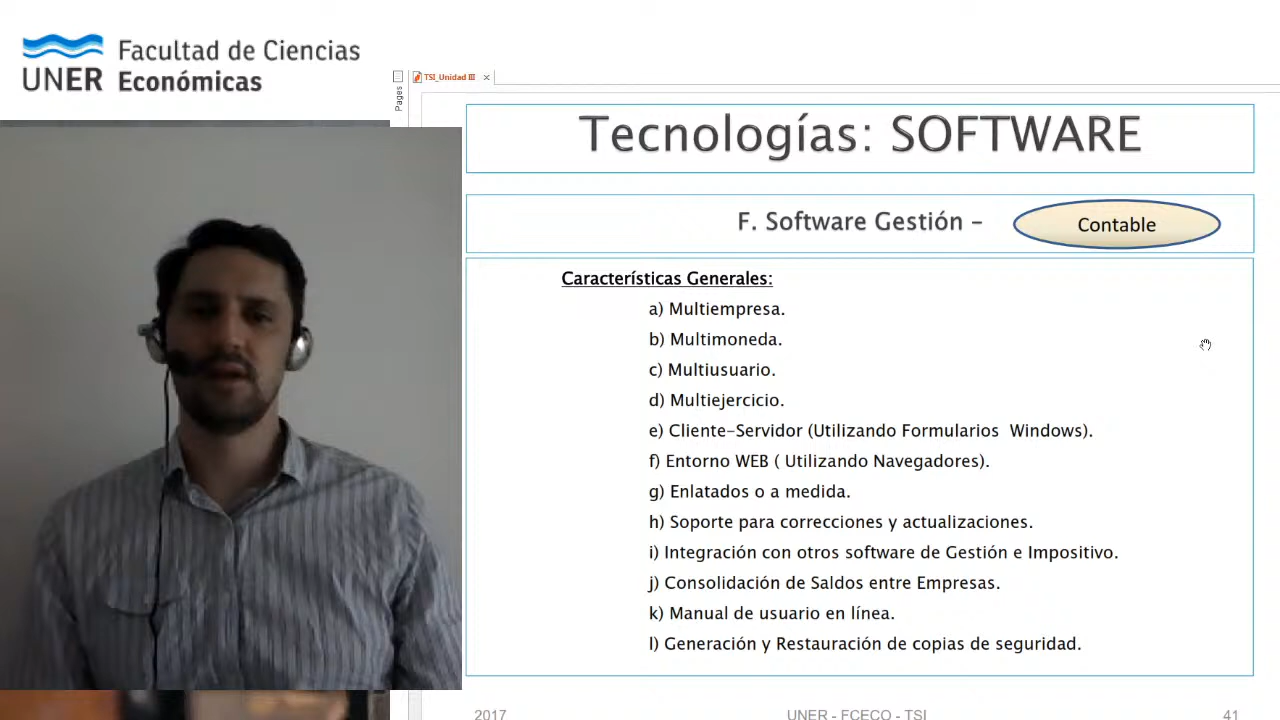 Facultad de Ciencias
UNER Económicas
Pages
TSI_Unidad III
Tecnologías: SOFTWARE
F. Software Gestión –
Contable
Características Generales:
a) Multiempresa.
b) Multimoneda.
c) Multiusuario.
d) Multiejercicio.
e) Cliente–Servidor (Utilizando Formularios  Windows).
f) Entorno WEB ( Utilizando Navegadores).
g) Enlatados o a medida.
h) Soporte para correcciones y actualizaciones.
i) Integración con otros software de Gestión e Impositivo.
j) Consolidación de Saldos entre Empresas.
k) Manual de usuario en línea.
l) Generación y Restauración de copias de seguridad.
2017 UNER - FCECO - TSI 41